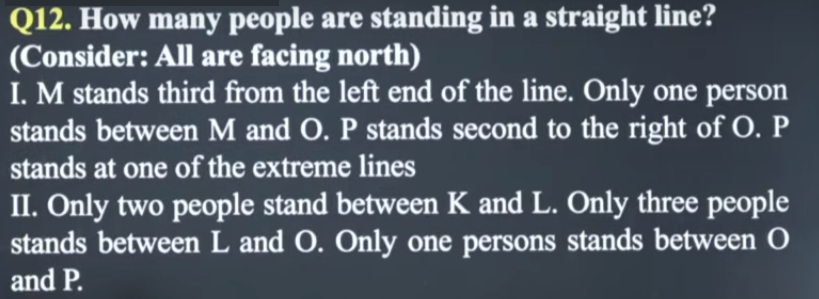 Q12. How many people are standing in a straight line?
(Consider: All are facing north)
I. M stands third from the left end of the line. Only one person
stands between M and O. P stands second to the right of O. P
stands at one of the extreme lines
II. Only two people stand between K and L. Only three people
stands between L and O. Only one persons stands between O
and P.